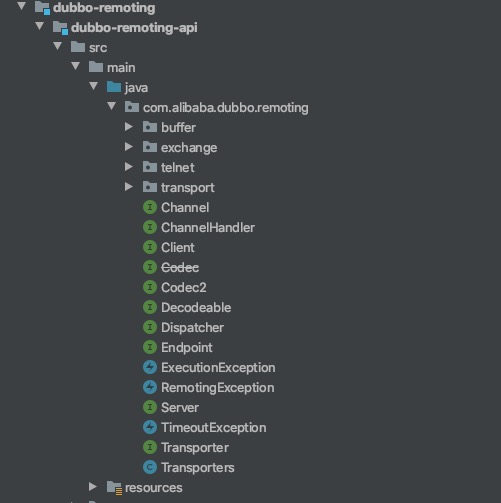 dubbo-remoting
dubbo-remoting-api
src
main
java
com.alibaba.dubbo.remoting
buffer
exchange
telnet
transport
I Channel
I ChannelHandler
I Client
I Codec
I Codec2
I Decodeable
I Dispatcher
I Endpoint
ExecutionException
RemotingException
I Server
TimeoutException
I Transporter
C Transporters
resources